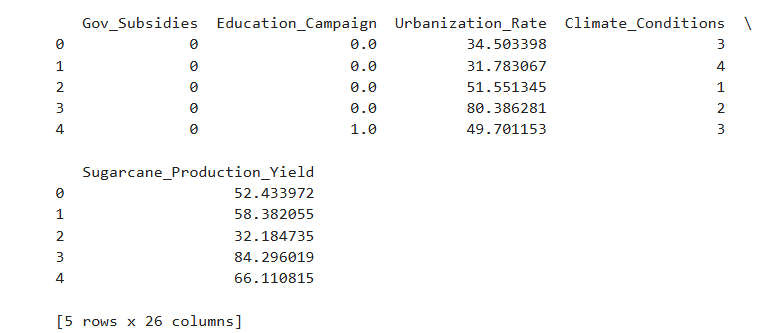 Gov_Subsidies Education_Campaign Urbanization_Rate Climate_Conditions \
0 0 0.0 34.503398 3
1 0 0.0 31.783067 4
2 0 0.0 51.551345 1
3 0 0.0 80.386281 2
4 0 1.0 49.701153 3
Sugarcane_Production_Yield
0 52.433972
1 58.382055
2 32.184735
3 84.296019
4 66.110815
[5 rows x 26 columns]